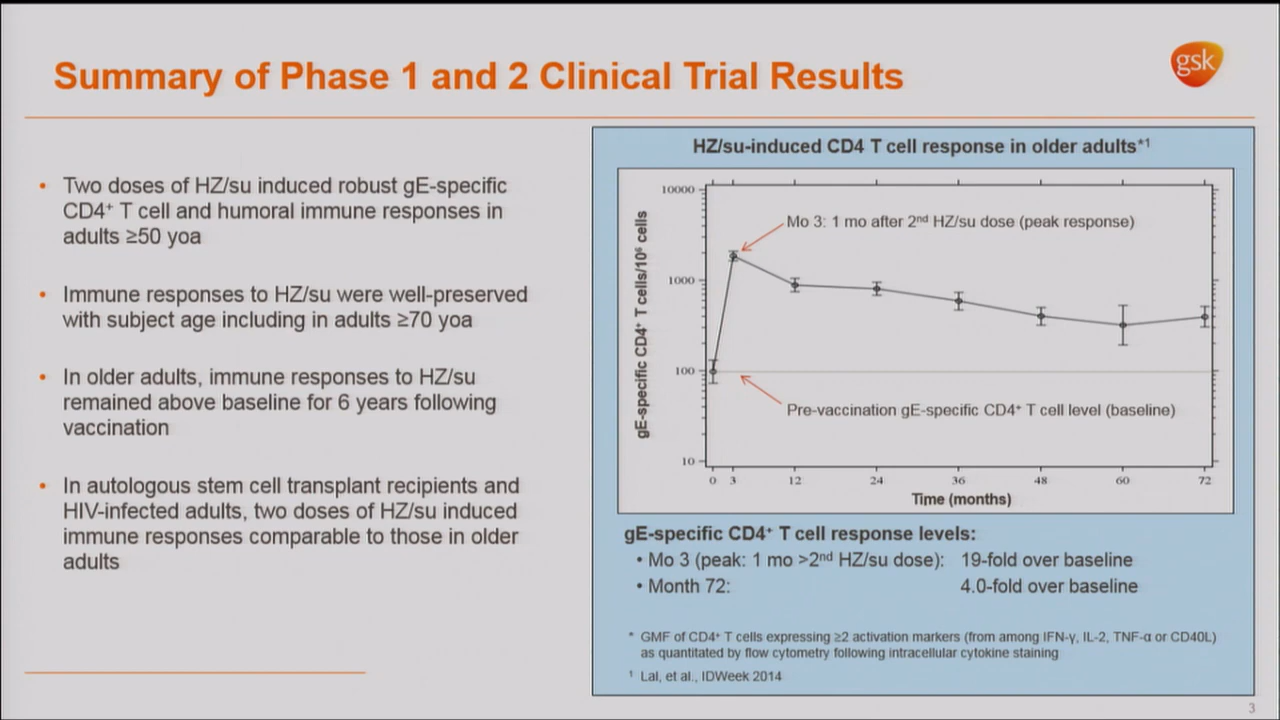 Summary of Phase 1 and 2 Clinical Trial Results
gsk
• Two doses of HZ/su induced robust gE-specific
CD4⁺ T cell and humoral immune responses in
adults ≥50 yoa
• Immune responses to HZ/su were well-preserved
with subject age including in adults ≥70 yoa
• In older adults, immune responses to HZ/su
remained above baseline for 6 years following
vaccination
• In autologous stem cell transplant recipients and
HIV-infected adults, two doses of HZ/su induced
immune responses comparable to those in older
adults
HZ/su-induced CD4 T cell response in older adults*¹
gE-specific CD4⁺ T cells/10⁶ cells
10000
1000
100
10
Mo 3: 1 mo after 2ⁿᵈ HZ/su dose (peak response)
Pre-vaccination gE-specific CD4⁺ T cell level (baseline)
0 3 12 24 36 48 60 72
Time (months)
gE-specific CD4⁺ T cell response levels:
• Mo 3 (peak: 1 mo >2ⁿᵈ HZ/su dose): 19-fold over baseline
• Month 72: 4.0-fold over baseline
* GMF of CD4⁺ T cells expressing ≥2 activation markers (from among IFN-γ, IL-2, TNF-α or CD40L)
as quantitated by flow cytometry following intracellular cytokine staining
¹ Lal, et al., IDWeek 2014
3